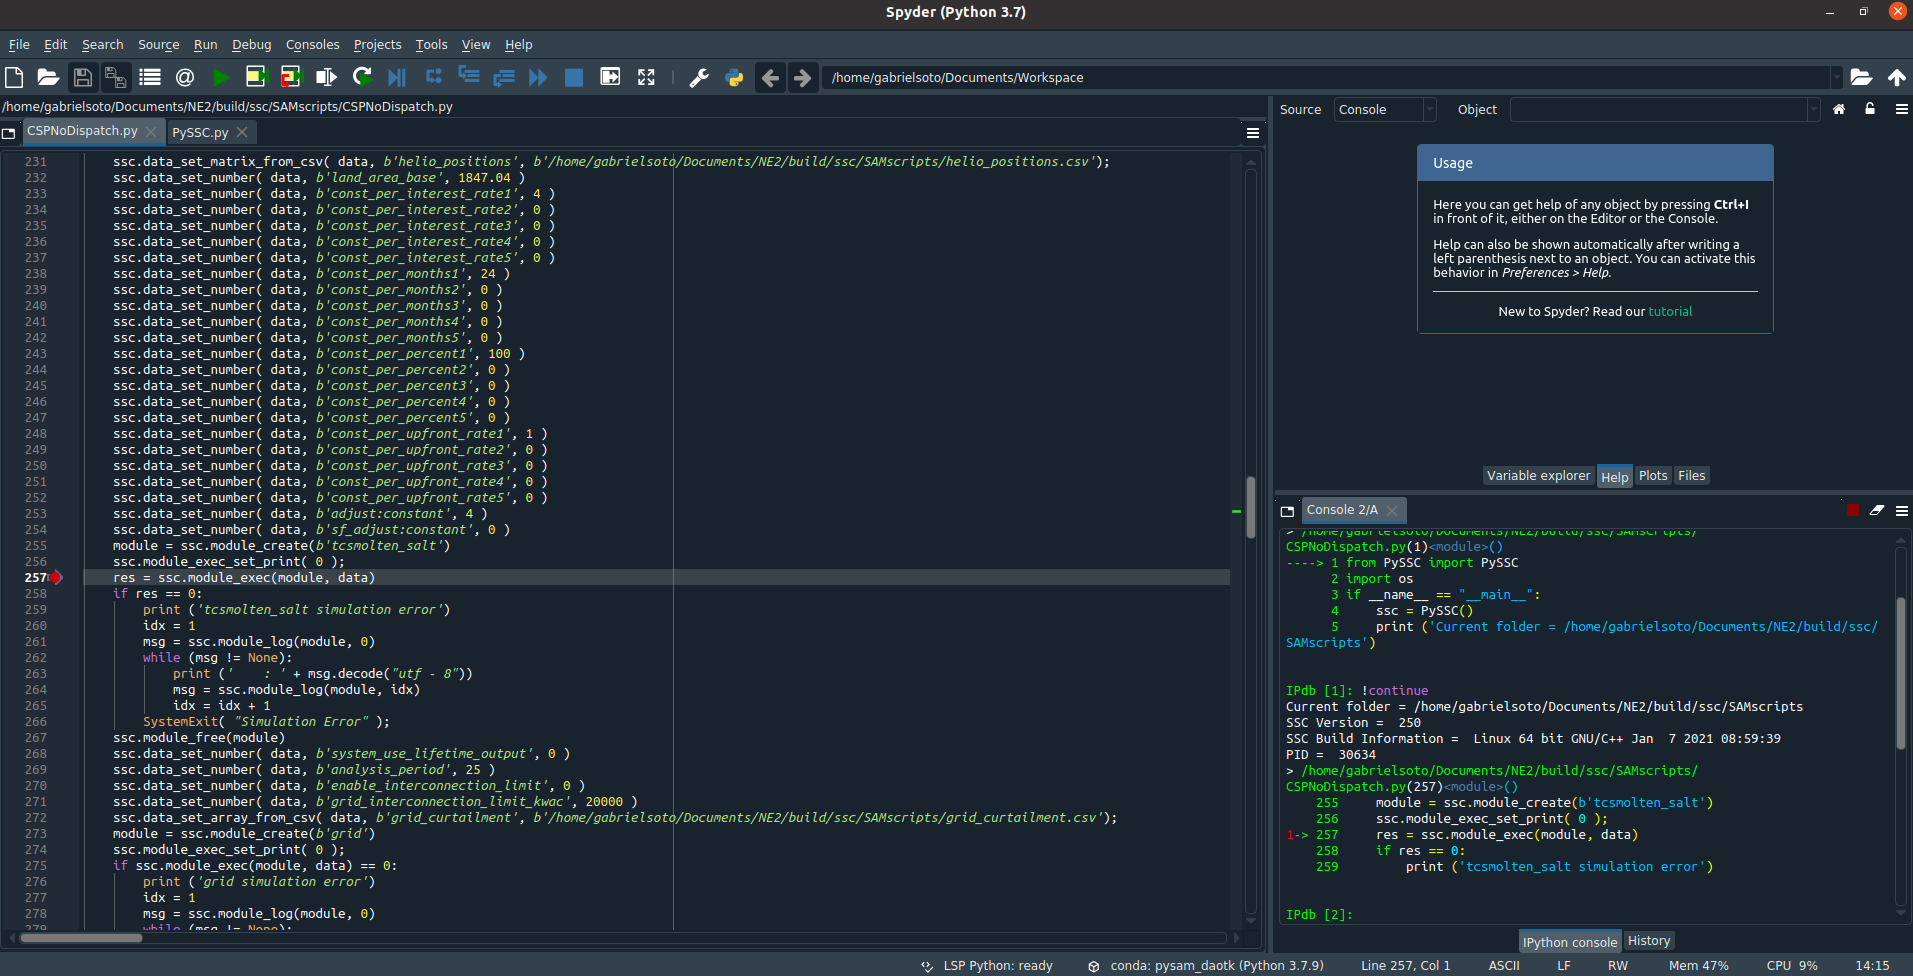 Spyder (Python 3.7)
File Edit Search Source Run Debug Consoles Projects Tools View Help
/home/gabrielsoto/Documents/Workspace
/home/gabrielsoto/Documents/NE2/build/ssc/SAMscripts/CSPNoDispatch.py
CSPNoDispatch.py PySSC.py
231 ssc.data_set_matrix_from_csv( data, b'helio_positions', b'/home/gabrielsoto/Documents/NE2/build/ssc/SAMscripts/helio_positions.csv');
232 ssc.data_set_number( data, b'land_area_base', 1847.04 )
233 ssc.data_set_number( data, b'const_per_interest_rate1', 4 )
234 ssc.data_set_number( data, b'const_per_interest_rate2', 0 )
235 ssc.data_set_number( data, b'const_per_interest_rate3', 0 )
236 ssc.data_set_number( data, b'const_per_interest_rate4', 0 )
237 ssc.data_set_number( data, b'const_per_interest_rate5', 0 )
238 ssc.data_set_number( data, b'const_per_months1', 24 )
239 ssc.data_set_number( data, b'const_per_months2', 0 )
240 ssc.data_set_number( data, b'const_per_months3', 0 )
241 ssc.data_set_number( data, b'const_per_months4', 0 )
242 ssc.data_set_number( data, b'const_per_months5', 0 )
243 ssc.data_set_number( data, b'const_per_percent1', 100 )
244 ssc.data_set_number( data, b'const_per_percent2', 0 )
245 ssc.data_set_number( data, b'const_per_percent3', 0 )
246 ssc.data_set_number( data, b'const_per_percent4', 0 )
247 ssc.data_set_number( data, b'const_per_percent5', 0 )
248 ssc.data_set_number( data, b'const_per_upfront_rate1', 1 )
249 ssc.data_set_number( data, b'const_per_upfront_rate2', 0 )
250 ssc.data_set_number( data, b'const_per_upfront_rate3', 0 )
251 ssc.data_set_number( data, b'const_per_upfront_rate4', 0 )
252 ssc.data_set_number( data, b'const_per_upfront_rate5', 0 )
253 ssc.data_set_number( data, b'adjust:constant', 4 )
254 ssc.data_set_number( data, b'sf_adjust:constant', 0 )
255 module = ssc.module_create(b'tcsmolten_salt')
256 ssc.module_exec_set_print( 0 );
257 res = ssc.module_exec(module, data)
258 if res == 0:
259 print ('tcsmolten_salt simulation error')
260 idx = 1
261 msg = ssc.module_log(module, 0)
262 while (msg != None):
263 print ('    : ' + msg.decode("utf - 8"))
264 msg = ssc.module_log(module, idx)
265 idx = idx + 1
266 SystemExit( "Simulation Error" );
267 ssc.module_free(module)
268 ssc.data_set_number( data, b'system_use_lifetime_output', 0 )
269 ssc.data_set_number( data, b'analysis_period', 25 )
270 ssc.data_set_number( data, b'enable_interconnection_limit', 0 )
271 ssc.data_set_number( data, b'grid_interconnection_limit_kwac', 20000 )
272 ssc.data_set_array_from_csv( data, b'grid_curtailment', b'/home/gabrielsoto/Documents/NE2/build/ssc/SAMscripts/grid_curtailment.csv');
273 module = ssc.module_create(b'grid')
274 ssc.module_exec_set_print( 0 );
275 if ssc.module_exec(module, data) == 0:
276 print ('grid simulation error')
277 idx = 1
278 msg = ssc.module_log(module, 0)
279 while (msg != None):
Source Console Object
Usage
Here you can get help of any object by pressing Ctrl+I
in front of it, either on the Editor or the Console.
Help can also be shown automatically after writing a
left parenthesis next to an object. You can activate this
behavior in Preferences > Help.
New to Spyder? Read our tutorial
Variable explorer Help Plots Files
Console 2/A
> /home/gabrielsoto/Documents/NE2/build/ssc/SAMscripts/
CSPNoDispatch.py(1)<module>()
----> 1 from PySSC import PySSC
2 import os
3 if __name__ == "__main__":
4 ssc = PySSC()
5 print ('Current folder = /home/gabrielsoto/Documents/NE2/build/ssc/
SAMscripts')
IPdb [1]: !continue
Current folder = /home/gabrielsoto/Documents/NE2/build/ssc/SAMscripts
SSC Version =  250
SSC Build Information =  Linux 64 bit GNU/C++ Jan  7 2021 08:59:39
PID =  30634
> /home/gabrielsoto/Documents/NE2/build/ssc/SAMscripts/
CSPNoDispatch.py(257)<module>()
255 module = ssc.module_create(b'tcsmolten_salt')
256 ssc.module_exec_set_print( 0 );
1-> 257 res = ssc.module_exec(module, data)
258 if res == 0:
259 print ('tcsmolten_salt simulation error')
IPdb [2]:
IPython console History
LSP Python: ready conda: pysam_daotk (Python 3.7.9) Line 257, Col 1 ASCII LF RW Mem 47% CPU 9% 14:15